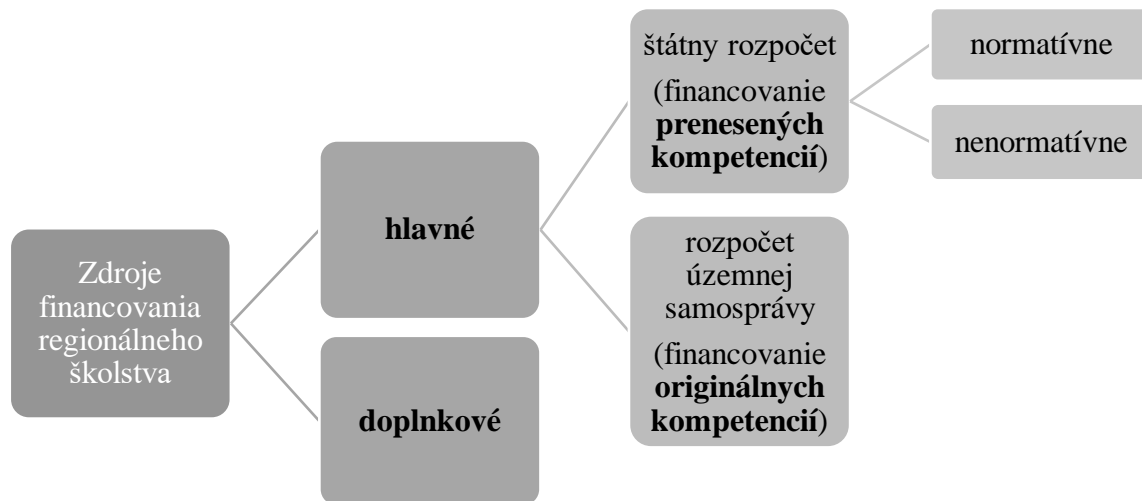 Zdroje
financovania
regionálneho
školstva
hlavné
doplnkové
štátny rozpočet
(financovanie
prenesených
kompetencií)
rozpočet
územnej
samosprávy
(financovanie
originálnych
kompetencií)
normatívne
nenormatívne